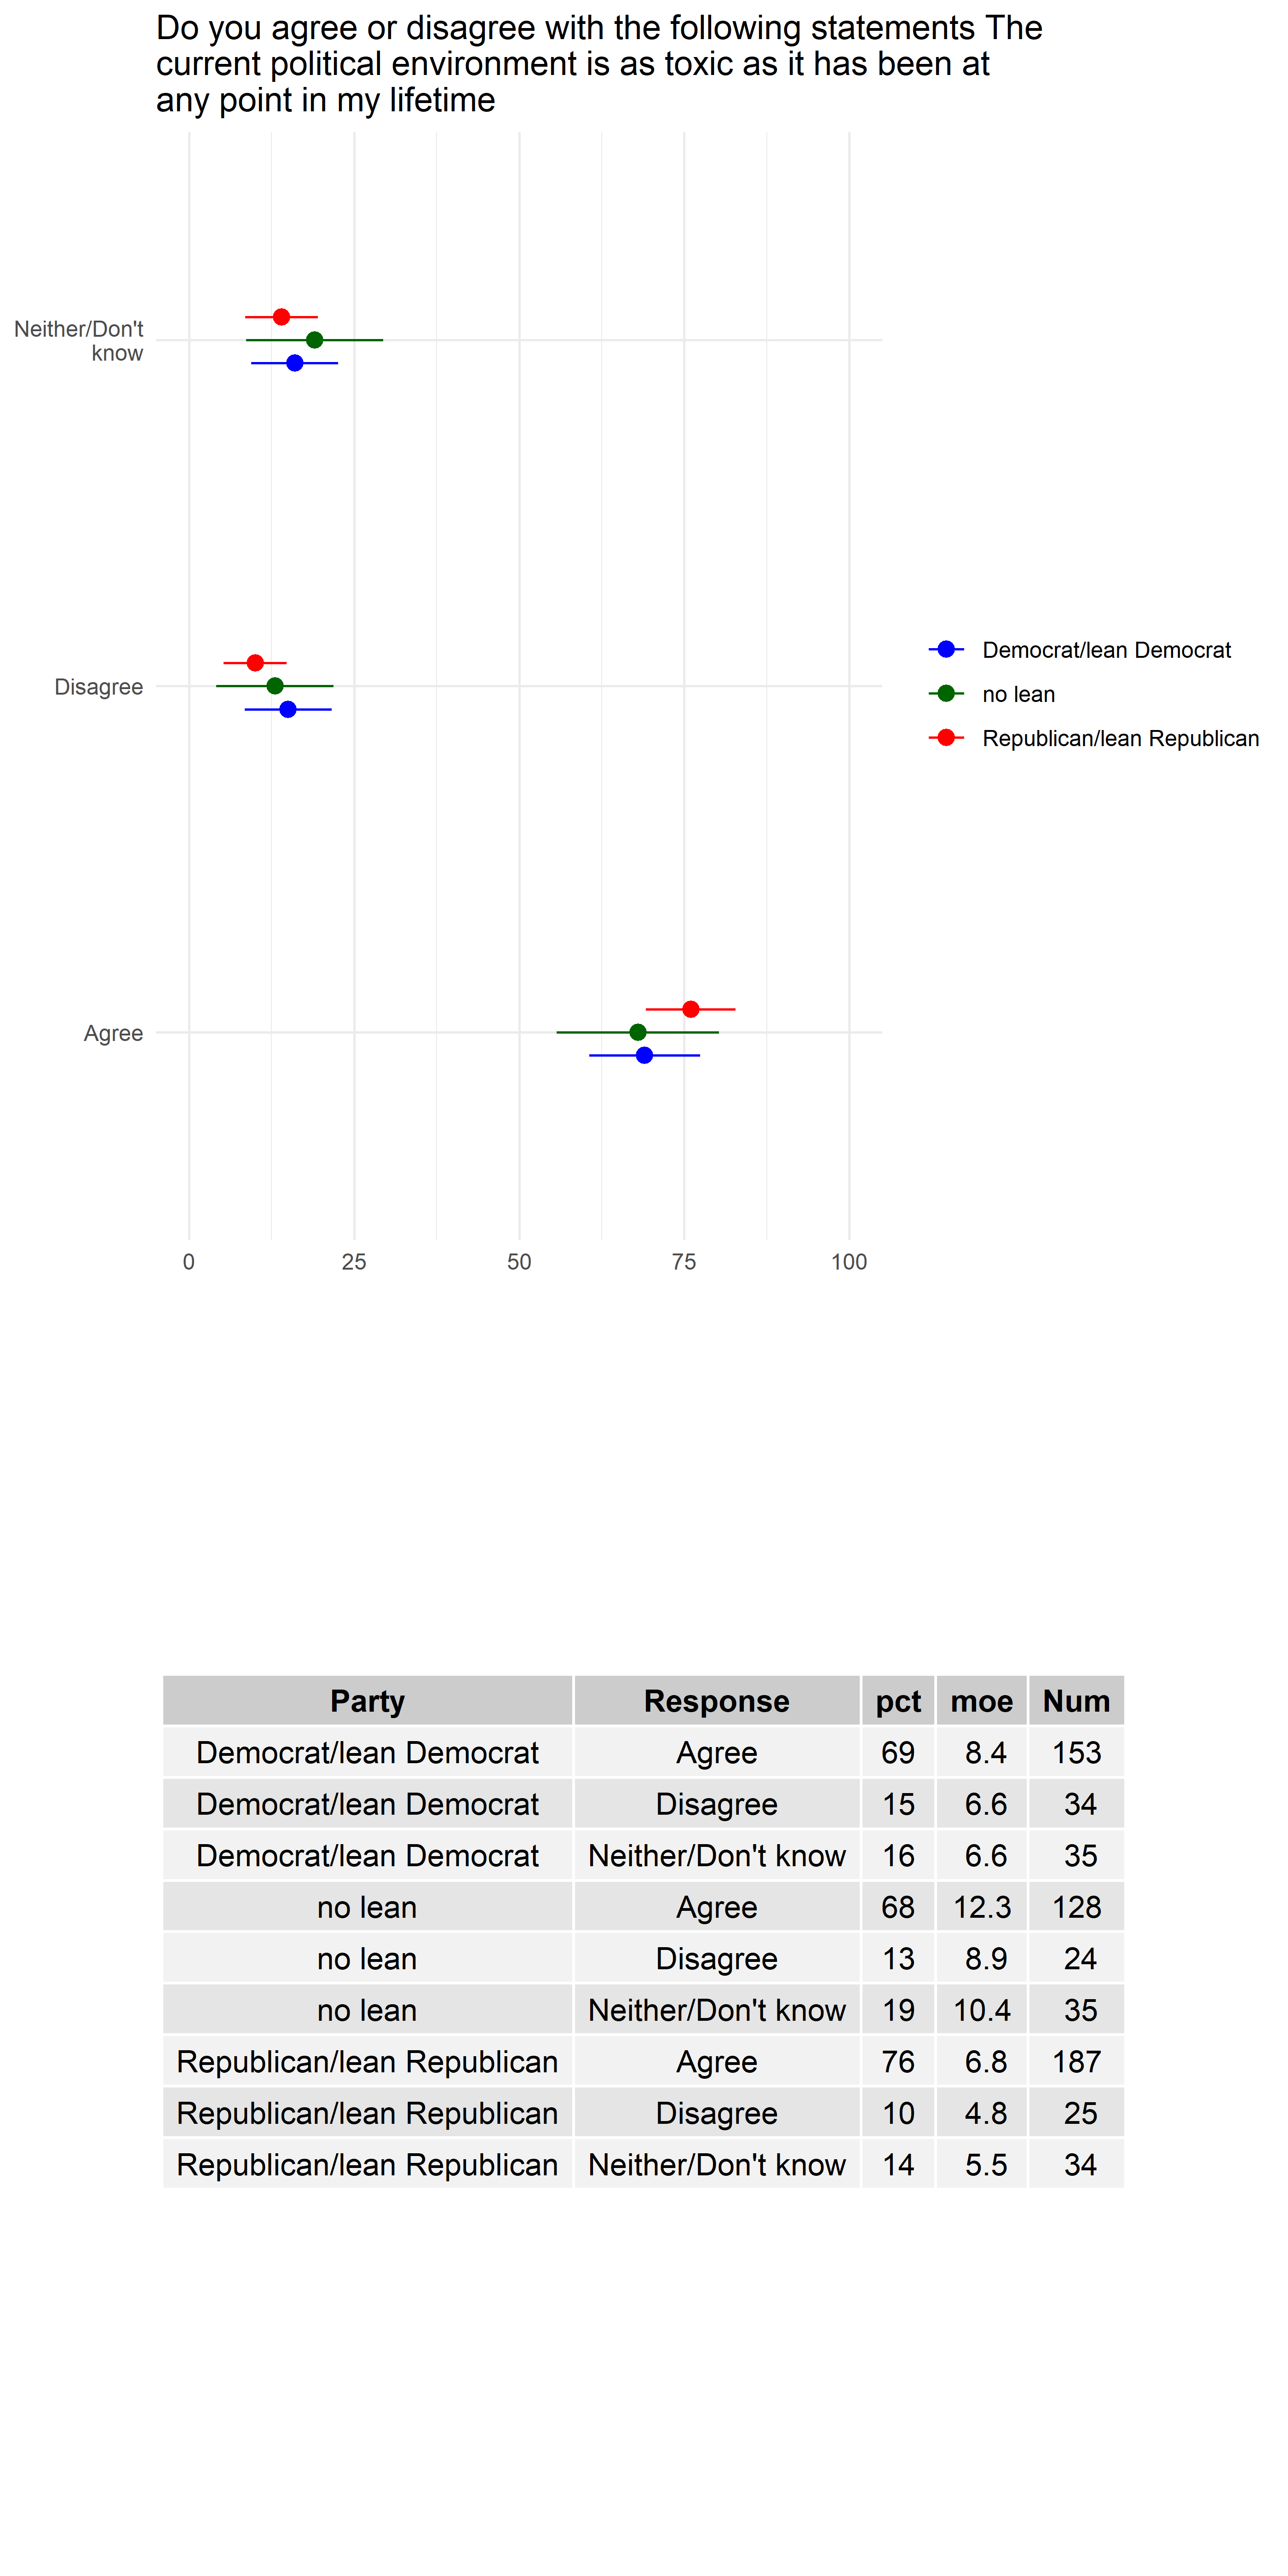 Do you agree or disagree with the following statements The
current political environment is as toxic as it has been at
any point in my lifetime
Neither/Don't
know
Disagree
Agree
0 25 50 75 100
Democrat/lean Democrat
no lean
Republican/lean Republican
Party Response pct moe Num
Democrat/lean Democrat Agree 69 8.4 153
Democrat/lean Democrat Disagree 15 6.6 34
Democrat/lean Democrat Neither/Don't know 16 6.6 35
no lean Agree 68 12.3 128
no lean Disagree 13 8.9 24
no lean Neither/Don't know 19 10.4 35
Republican/lean Republican Agree 76 6.8 187
Republican/lean Republican Disagree 10 4.8 25
Republican/lean Republican Neither/Don't know 14 5.5 34